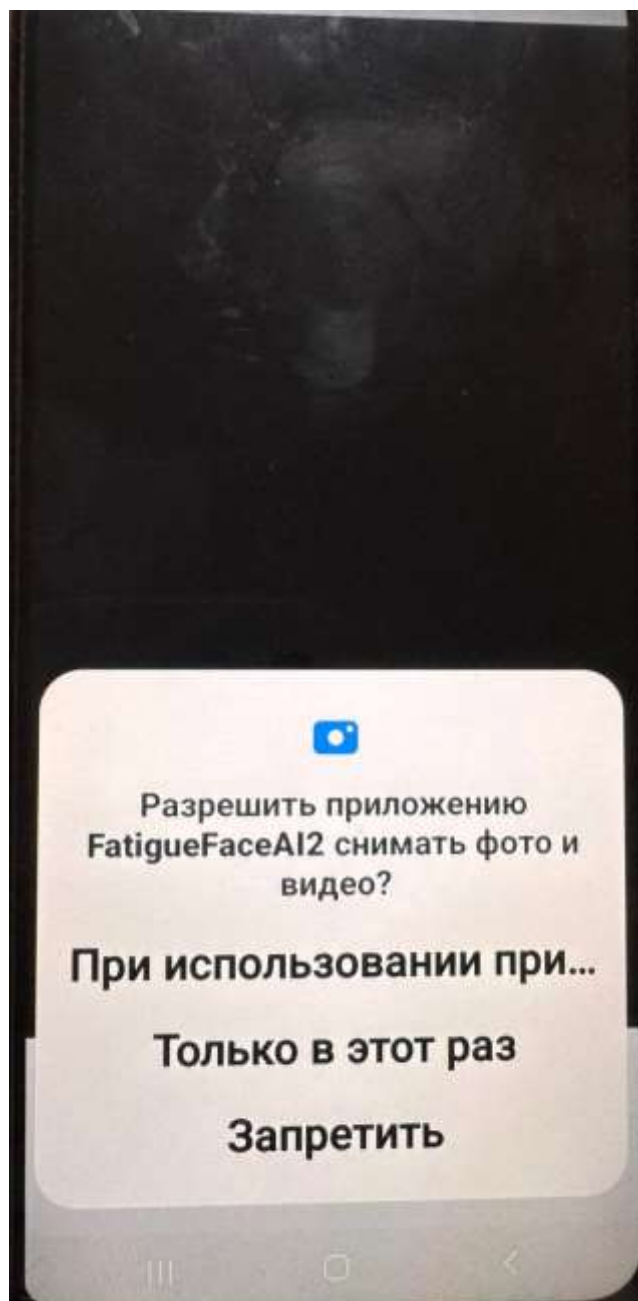 Разрешить приложению
FatigueFaceAI2 снимать фото и
видео?
При использовании при...
Только в этот раз
Запретить